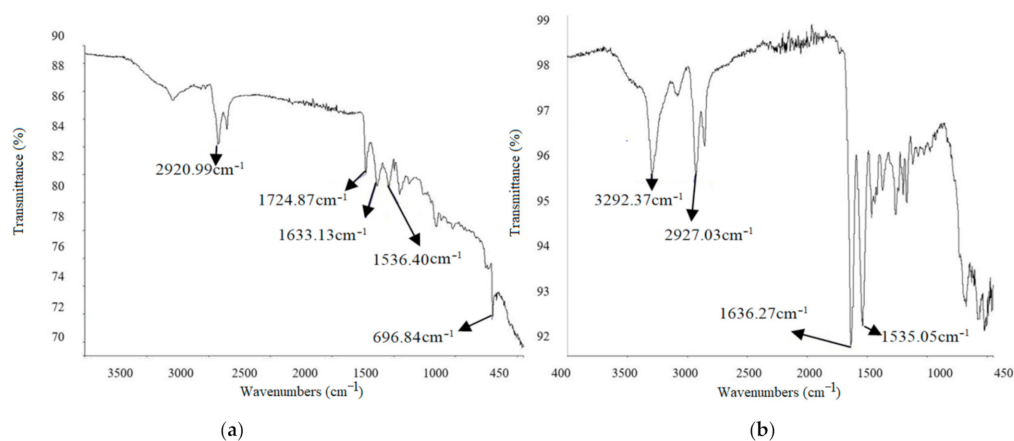 90
88
86
84
82
80
78
76
74
72
70
Transmittance (%)
2920.99cm⁻¹
1724.87cm⁻¹
1633.13cm⁻¹
1536.40cm⁻¹
696.84cm⁻¹
3500 3000 2500 2000 1500 1000 500
Wavenumbers (cm⁻¹)
(a)
99
98
97
96
95
94
93
92
Transmittance (%)
3292.37cm⁻¹
2927.03cm⁻¹
1636.27cm⁻¹
1535.05cm⁻¹
400 3500 3000 2500 2000 1500 1000 450
Wavenumbers (cm⁻¹)
(b)